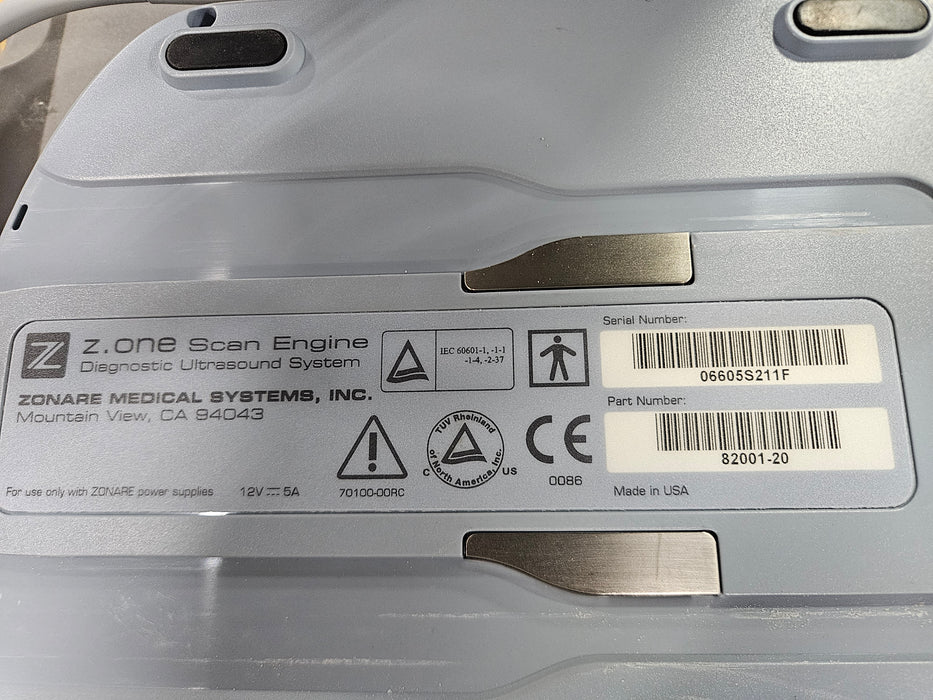 Z
z.one Scan Engine
Diagnostic Ultrasound System
ZONARE MEDICAL SYSTEMS, INC.
Mountain View, CA 94043
For use only with ZONARE power supplies
12V ⎓ 5A
IEC 60601-1, -1-1
-1-4, -2-37
!
70100-00RC
TÜV Rheinland
of North America, Inc.
C US
CE
0086
Serial Number:
06605S211F
Part Number:
82001-20
Made in USA